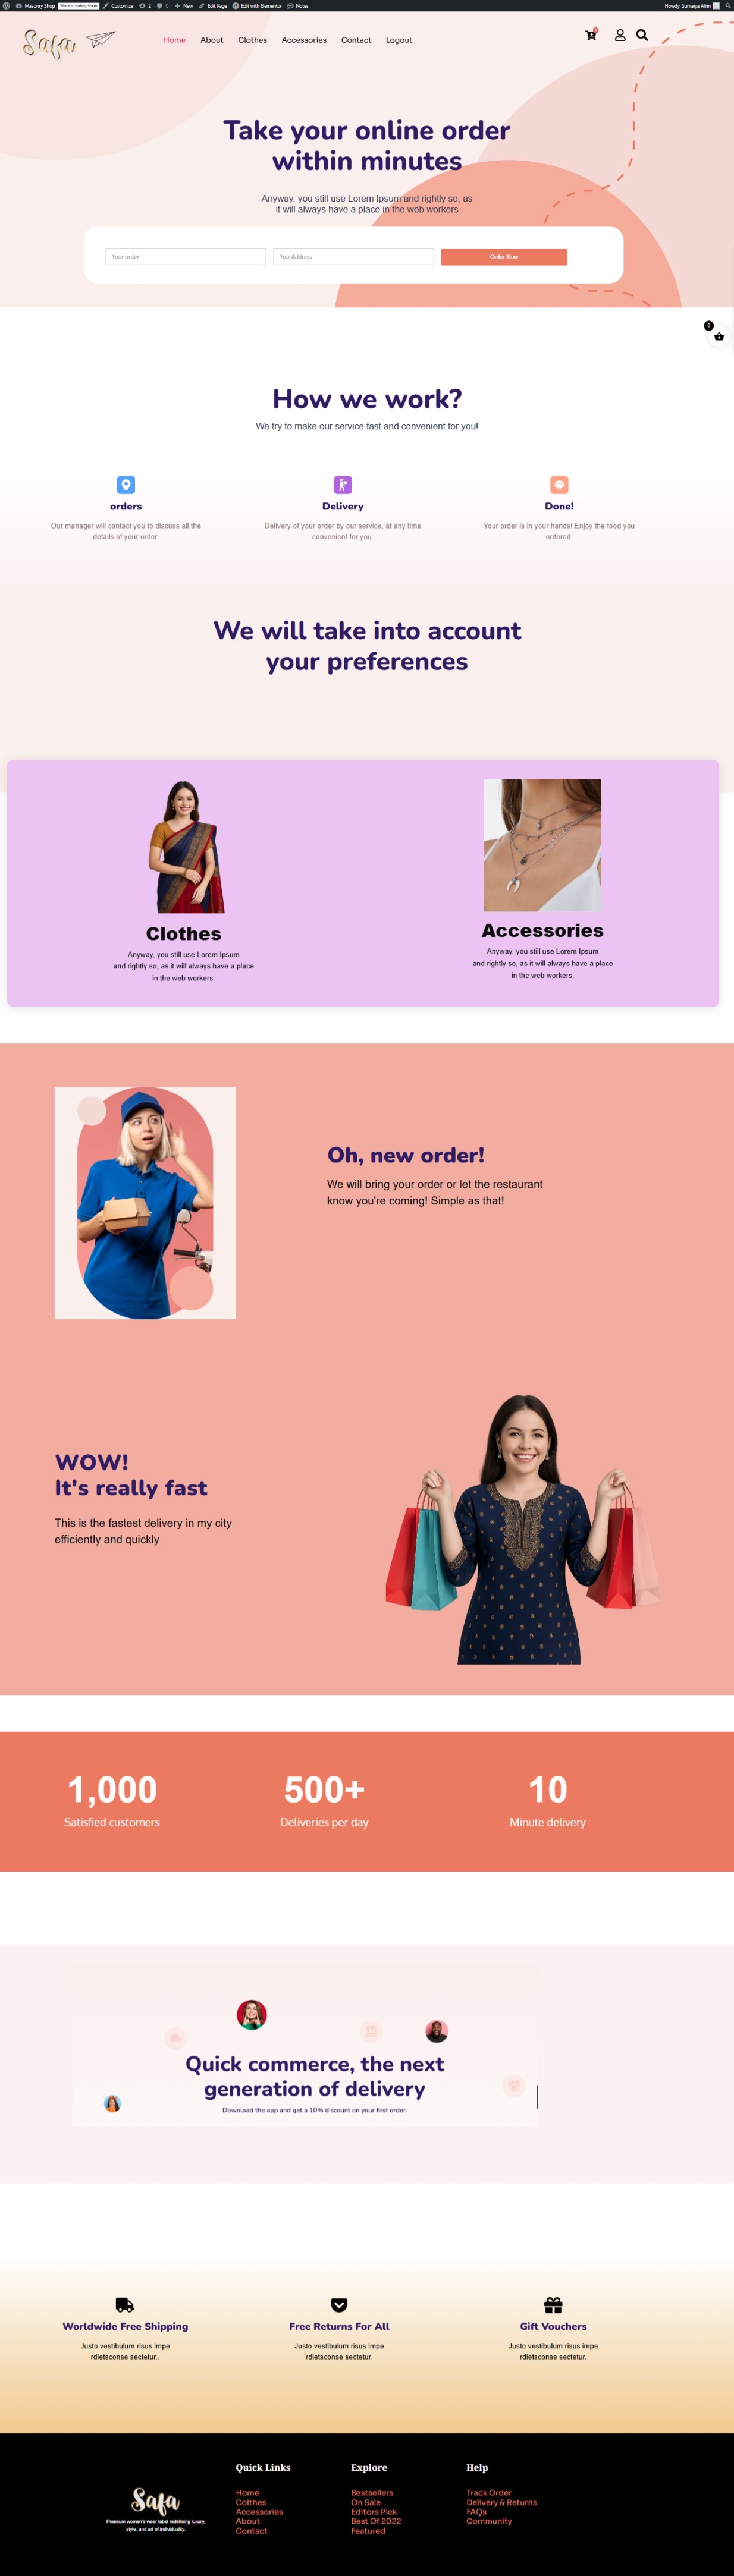 Masonry Shop Store coming soon Customize 2 0 New Edit Page Edit with Elementor Notes Howdy, Sumaiya Afrin
Safa
Home About Clothes Accessories Contact Logout
Take your online order
within minutes
Anyway, you still use Lorem Ipsum and rightly so, as
it will always have a place in the web workers
Your order YourAddress Order Now
How we work?
We try to make our service fast and convenient for you!
orders
Our manager will contact you to discuss all the
details of your order.
Delivery
Delivery of your order by our service, at any time
convenient for you.
Done!
Your order is in your hands! Enjoy the food you
ordered.
We will take into account
your preferences
Clothes
Anyway, you still use Lorem Ipsum
and rightly so, as it will always have a place
in the web workers.
Accessories
Anyway, you still use Lorem Ipsum
and rightly so, as it will always have a place
in the web workers.
Oh, new order!
We will bring your order or let the restaurant
know you're coming! Simple as that!
WOW!
It's really fast
This is the fastest delivery in my city
efficiently and quickly
1,000
Satisfied customers
500+
Deliveries per day
10
Minute delivery
Quick commerce, the next
generation of delivery
Download the app and get a 10% discount on your first order.
Worldwide Free Shipping
Justo vestibulum risus impe
rdietsconse sectetur..
Free Returns For All
Justo vestibulum risus impe
rdietsconse sectetur.
Gift Vouchers
Justo vestibulum risus impe
rdietsconse sectetur.
Safa
Premium women's wear label redefining luxury,
style, and art of individuality.
Quick Links
Home
Colthes
Accessories
About
Contact
Explore
Bestsellers
On Sale
Editors Pick
Best Of 2022
Featured
Help
Track Order
Delivery & Returns
FAQs
Community